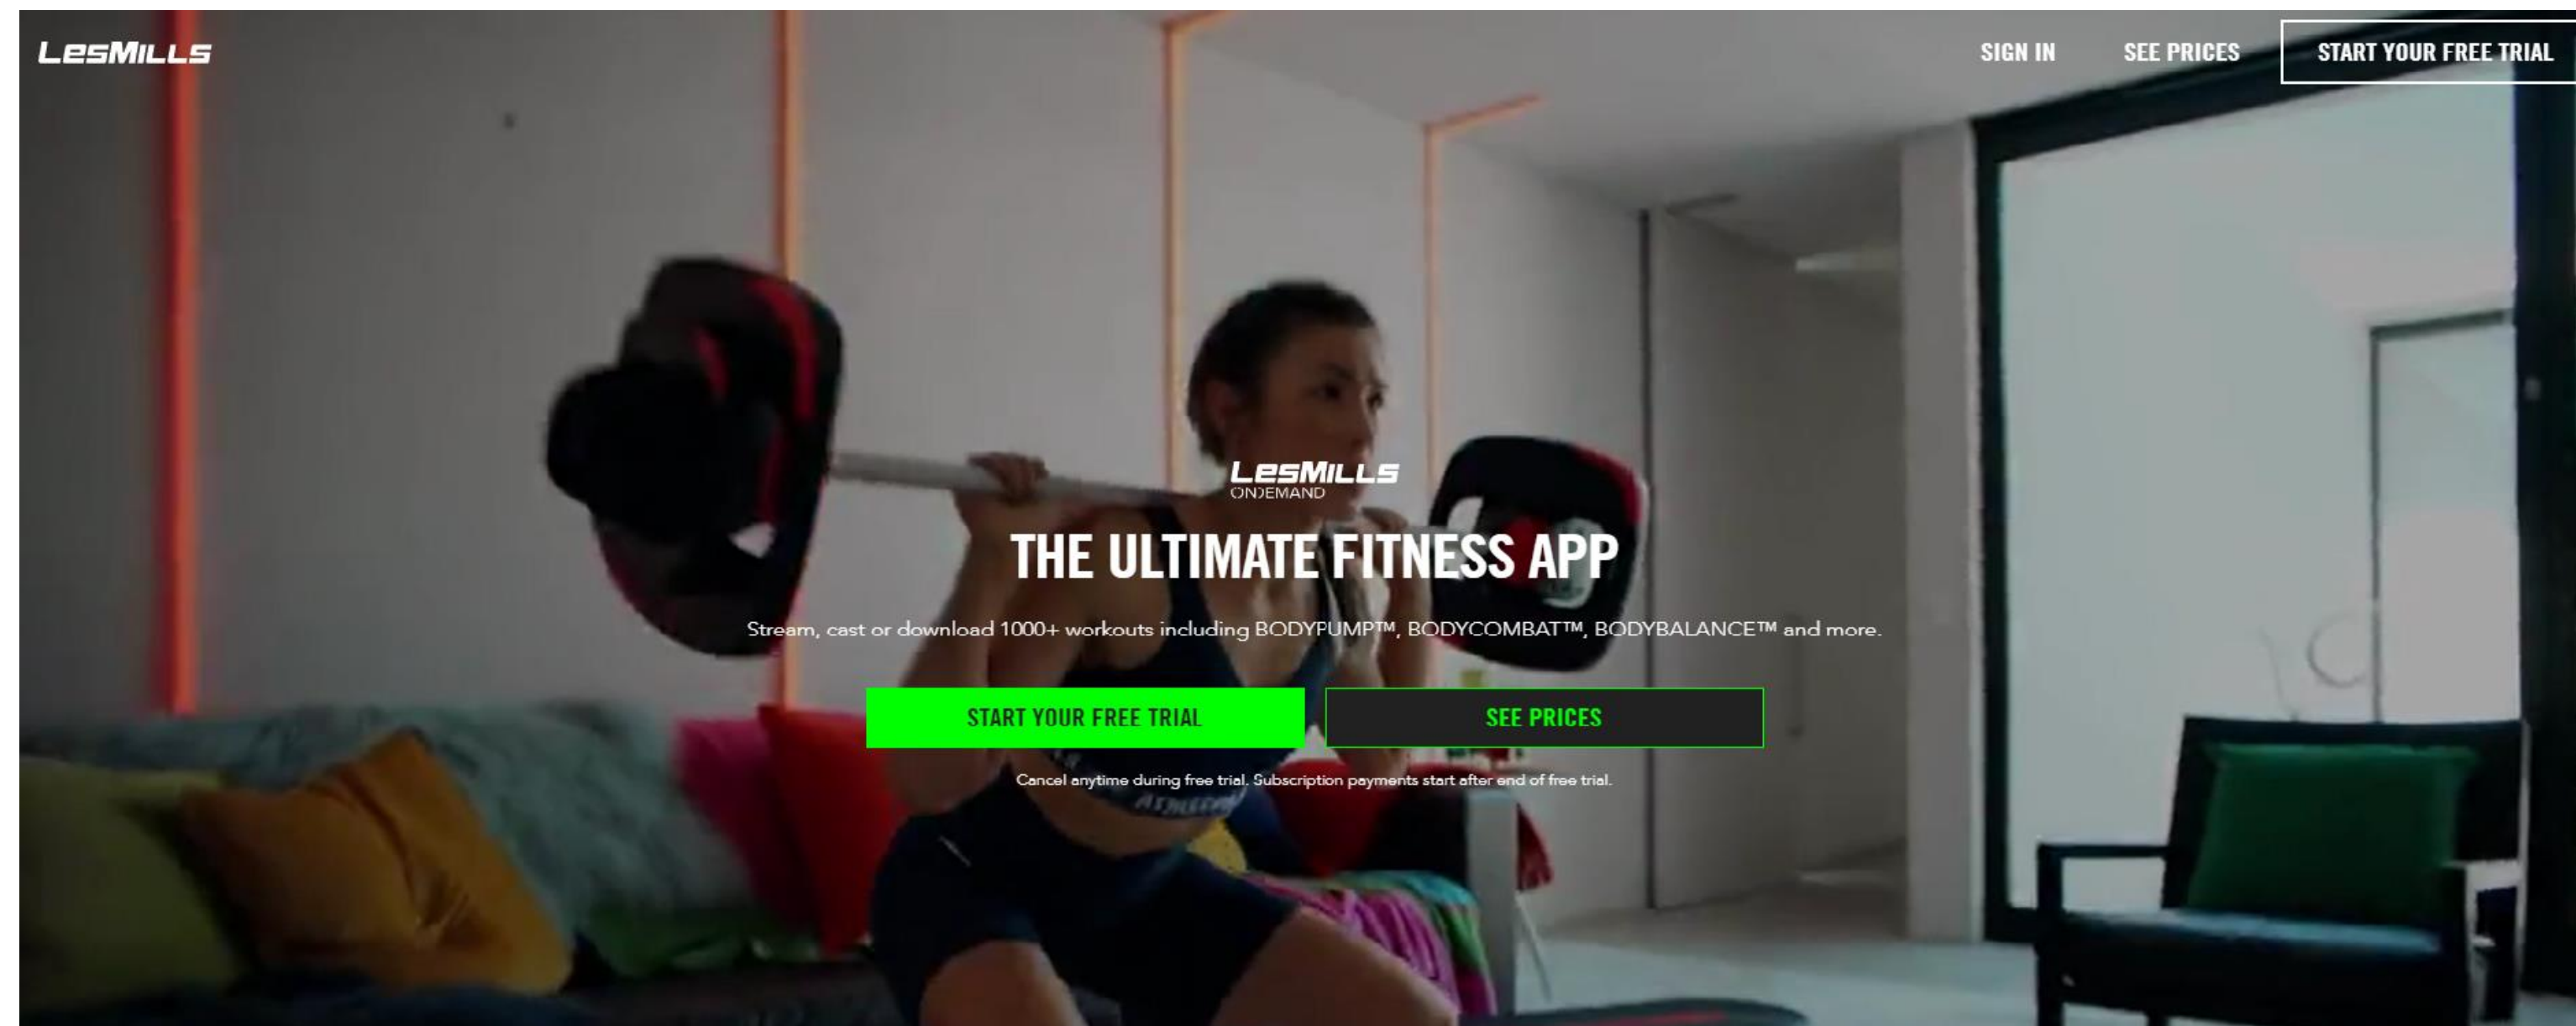 LESMILLS
SIGN IN
SEE PRICES
START YOUR FREE TRIAL
LESMILLS
ONDEMAND
THE ULTIMATE FITNESS APP
Stream, cast or download 1000+ workouts including BODYPUMP™, BODYCOMBAT™, BODYBALANCE™ and more.
START YOUR FREE TRIAL
SEE PRICES
Cancel anytime during free trial. Subscription payments start after end of free trial.